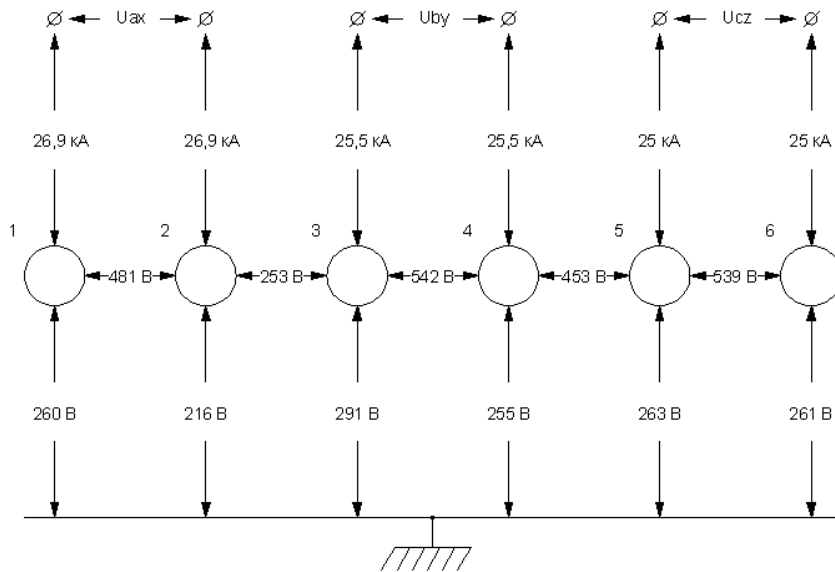 Uax Uby Ucz
26,9 кА 26,9 кА 25,5 кА 25,5 кА 25 кА 25 кА
1 2 3 4 5 6
481 В 253 В 542 В 453 В 539 В
260 В 216 В 291 В 255 В 263 В 261 В